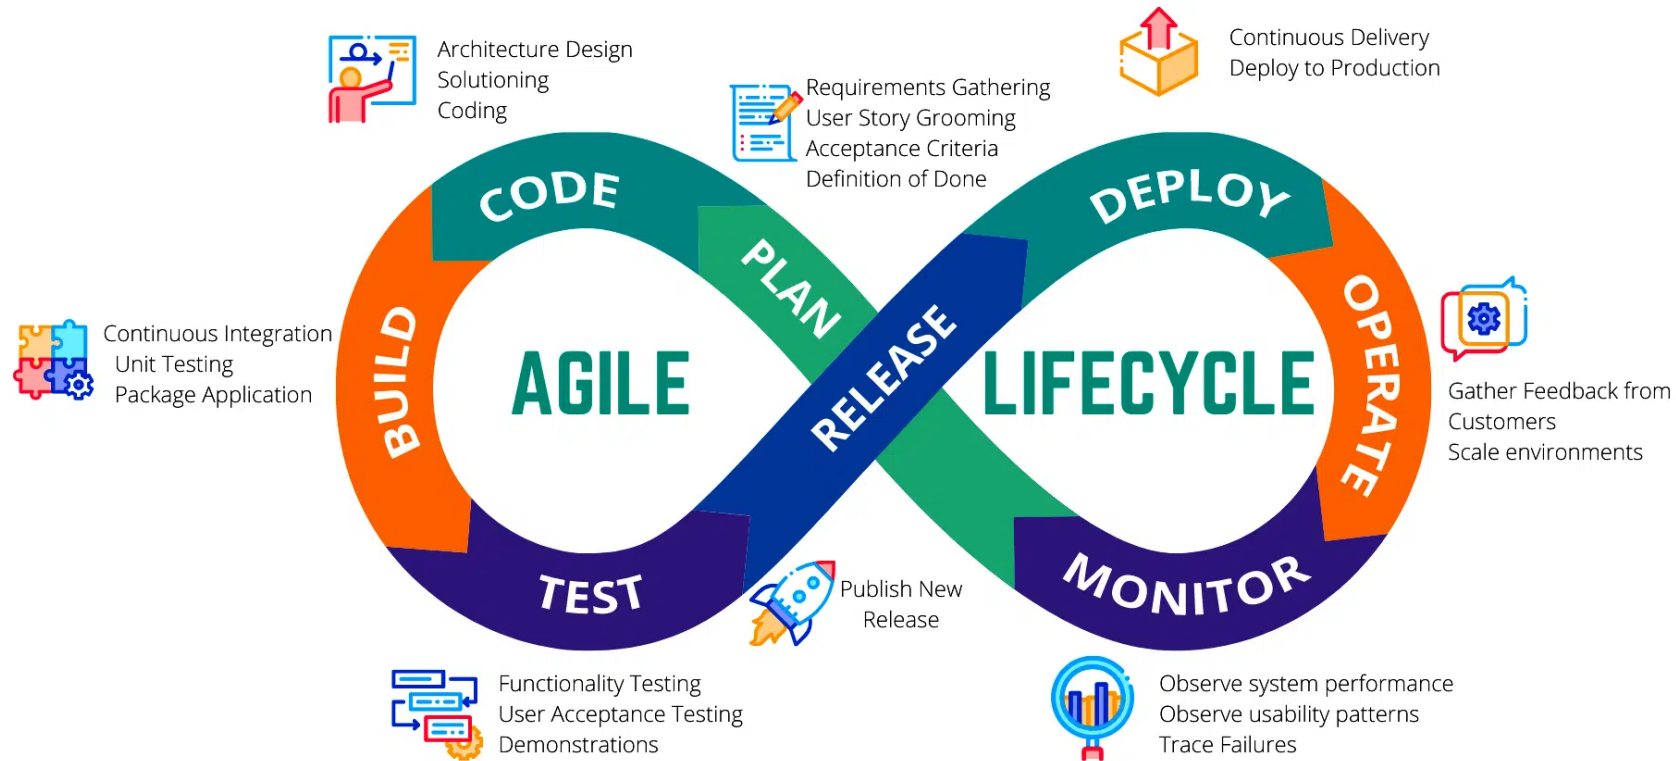 Architecture Design
Solutioning
Coding
Requirements Gathering
User Story Grooming
Acceptance Criteria
Definition of Done
Continuous Delivery
Deploy to Production
CODE
PLAN
DEPLOY
BUILD
RELEASE
OPERATE
AGILE
LIFECYCLE
Continuous Integration
Unit Testing
Package Application
Gather Feedback from
Customers
Scale environments
TEST
MONITOR
Publish New
Release
Functionality Testing
User Acceptance Testing
Demonstrations
Observe system performance
Observe usability patterns
Trace Failures